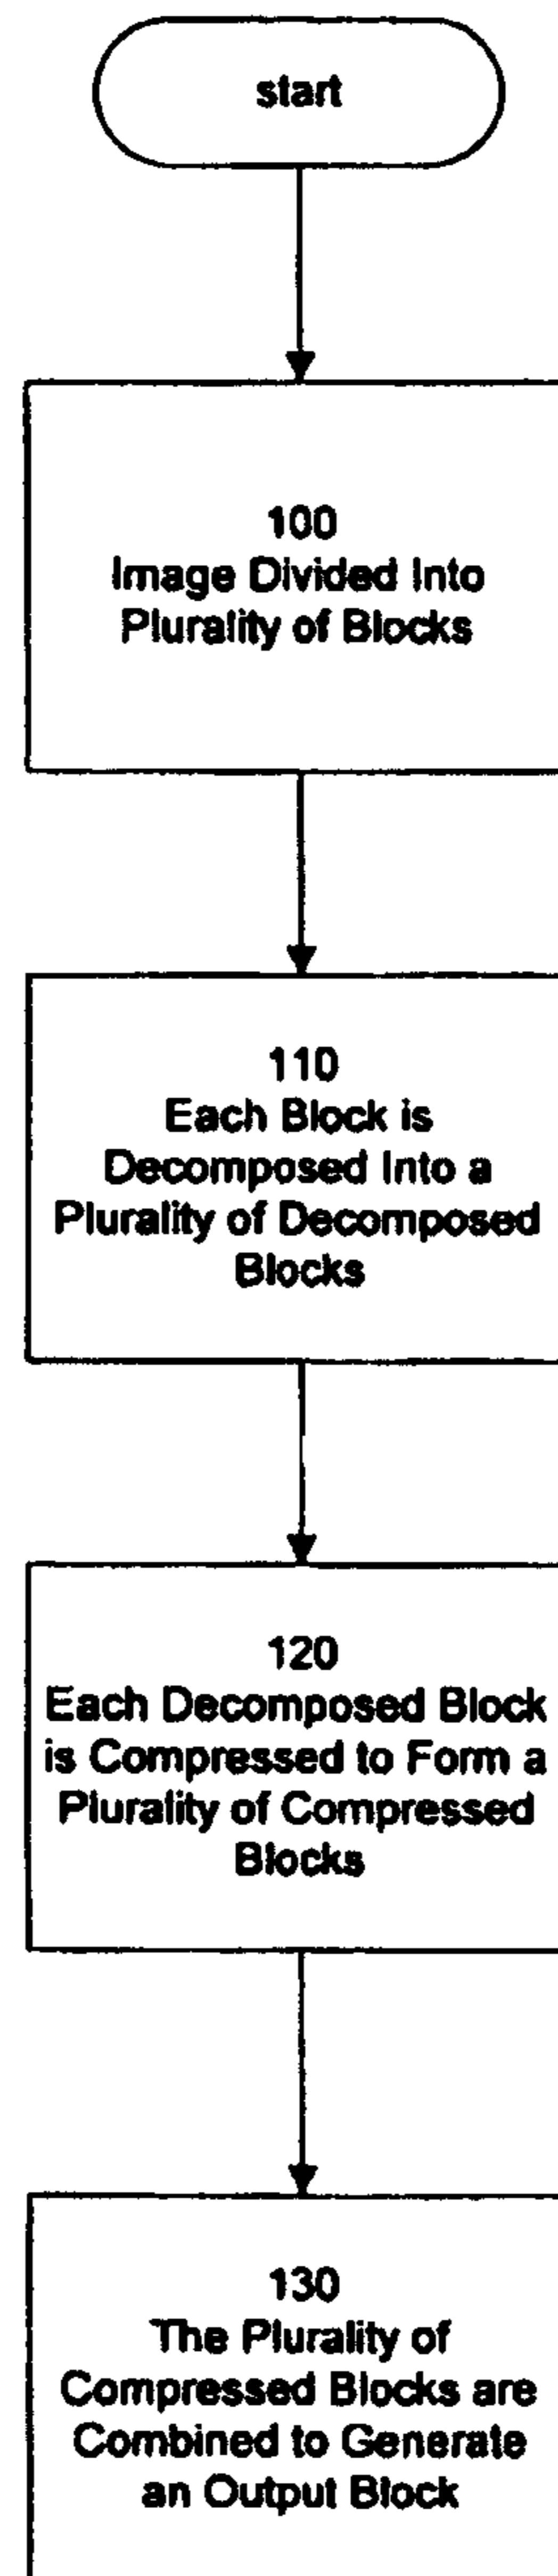 start
100
Image Divided Into
Plurality of Blocks
110
Each Block is
Decomposed Into a
Plurality of Decomposed
Blocks
120
Each Decomposed Block
is Compressed to Form a
Plurality of Compressed
Blocks
130
The Plurality of
Compressed Blocks are
Combined to Generate
an Output Block